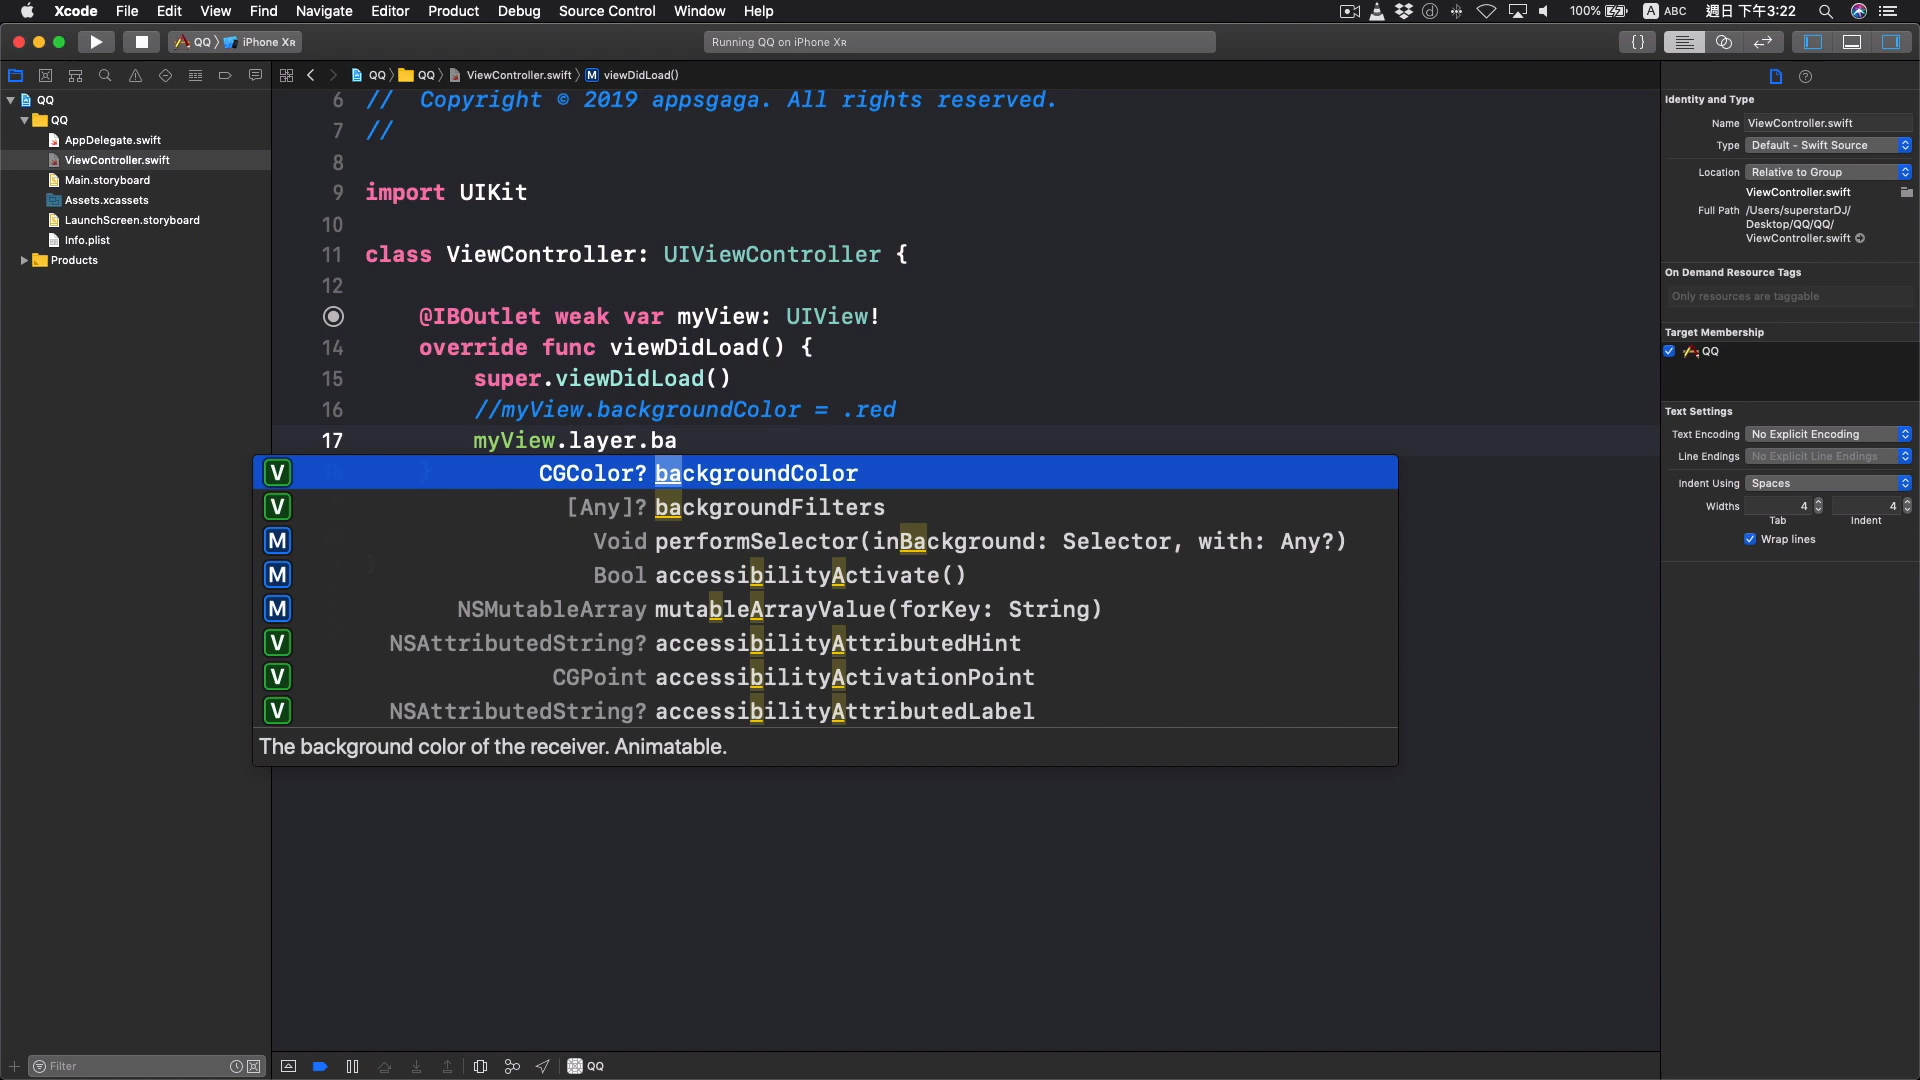 Xcode File Edit View Find Navigate Editor Product Debug Source Control Window Help
100% A ABC 週日 下午3:22
QQ 〉 iPhone Xʀ
Running QQ on iPhone Xʀ
{ }
QQ 〉 QQ 〉 ViewController.swift 〉 M viewDidLoad()
QQ
QQ
AppDelegate.swift
ViewController.swift
Main.storyboard
Assets.xcassets
LaunchScreen.storyboard
Info.plist
Products
6 //  Copyright © 2019 appsgaga. All rights reserved.
7 //
8
9 import UIKit
10
11 class ViewController: UIViewController {
12
@IBOutlet weak var myView: UIView!
14 override func viewDidLoad() {
15 super.viewDidLoad()
16 //myView.backgroundColor = .red
17 myView.layer.ba
V CGColor? backgroundColor
V [Any]? backgroundFilters
M Void performSelector(inBackground: Selector, with: Any?)
M Bool accessibilityActivate()
M NSMutableArray mutableArrayValue(forKey: String)
V NSAttributedString? accessibilityAttributedHint
V CGPoint accessibilityActivationPoint
V NSAttributedString? accessibilityAttributedLabel
The background color of the receiver. Animatable.
Identity and Type
Name ViewController.swift
Type Default - Swift Source
Location Relative to Group
ViewController.swift
Full Path /Users/superstarDJ/
Desktop/QQ/QQ/
ViewController.swift
On Demand Resource Tags
Only resources are taggable
Target Membership
QQ
Text Settings
Text Encoding No Explicit Encoding
Line Endings No Explicit Line Endings
Indent Using Spaces
Widths 4 4
Tab Indent
Wrap lines
Filter
QQ